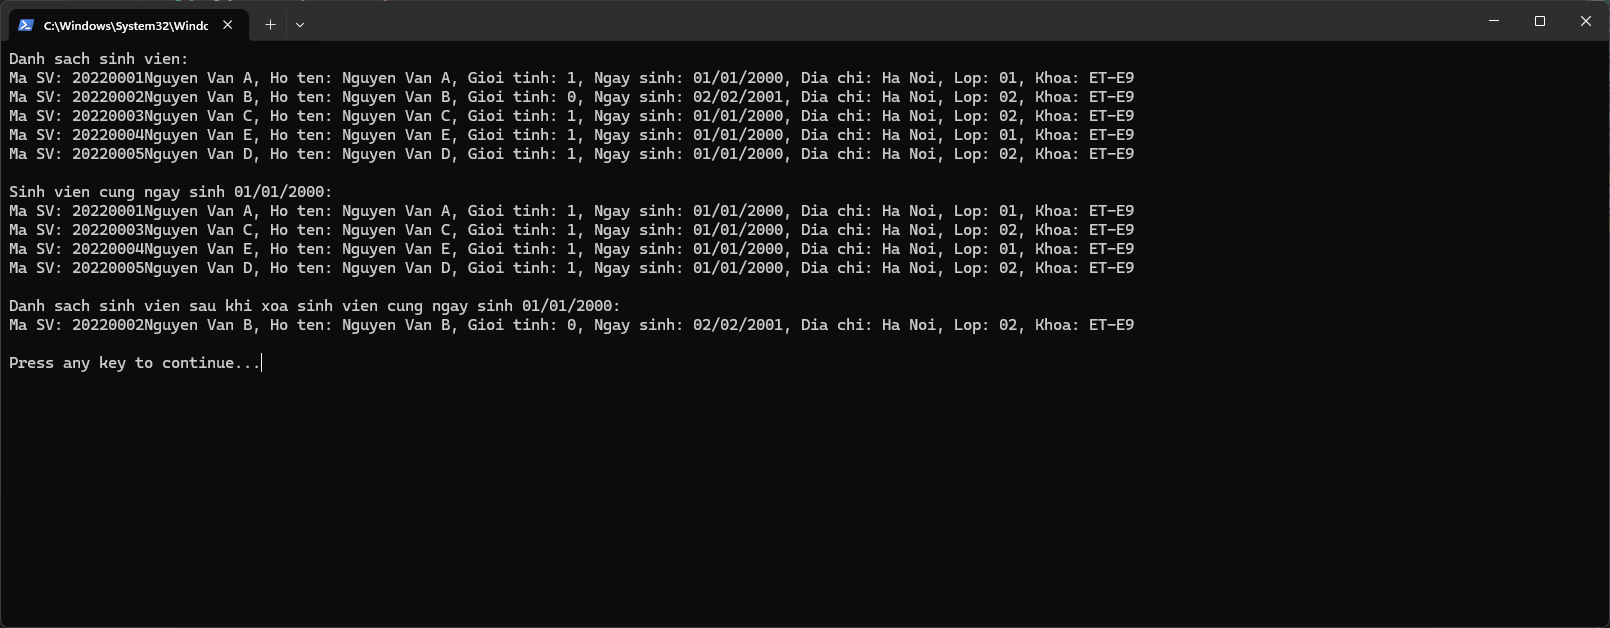 C:\Windows\System32\Windc
Danh sach sinh vien:
Ma SV: 20220001Nguyen Van A, Ho ten: Nguyen Van A, Gioi tinh: 1, Ngay sinh: 01/01/2000, Dia chi: Ha Noi, Lop: 01, Khoa: ET-E9
Ma SV: 20220002Nguyen Van B, Ho ten: Nguyen Van B, Gioi tinh: 0, Ngay sinh: 02/02/2001, Dia chi: Ha Noi, Lop: 02, Khoa: ET-E9
Ma SV: 20220003Nguyen Van C, Ho ten: Nguyen Van C, Gioi tinh: 1, Ngay sinh: 01/01/2000, Dia chi: Ha Noi, Lop: 02, Khoa: ET-E9
Ma SV: 20220004Nguyen Van E, Ho ten: Nguyen Van E, Gioi tinh: 1, Ngay sinh: 01/01/2000, Dia chi: Ha Noi, Lop: 01, Khoa: ET-E9
Ma SV: 20220005Nguyen Van D, Ho ten: Nguyen Van D, Gioi tinh: 1, Ngay sinh: 01/01/2000, Dia chi: Ha Noi, Lop: 02, Khoa: ET-E9
Sinh vien cung ngay sinh 01/01/2000:
Ma SV: 20220001Nguyen Van A, Ho ten: Nguyen Van A, Gioi tinh: 1, Ngay sinh: 01/01/2000, Dia chi: Ha Noi, Lop: 01, Khoa: ET-E9
Ma SV: 20220003Nguyen Van C, Ho ten: Nguyen Van C, Gioi tinh: 1, Ngay sinh: 01/01/2000, Dia chi: Ha Noi, Lop: 02, Khoa: ET-E9
Ma SV: 20220004Nguyen Van E, Ho ten: Nguyen Van E, Gioi tinh: 1, Ngay sinh: 01/01/2000, Dia chi: Ha Noi, Lop: 01, Khoa: ET-E9
Ma SV: 20220005Nguyen Van D, Ho ten: Nguyen Van D, Gioi tinh: 1, Ngay sinh: 01/01/2000, Dia chi: Ha Noi, Lop: 02, Khoa: ET-E9
Danh sach sinh vien sau khi xoa sinh vien cung ngay sinh 01/01/2000:
Ma SV: 20220002Nguyen Van B, Ho ten: Nguyen Van B, Gioi tinh: 0, Ngay sinh: 02/02/2001, Dia chi: Ha Noi, Lop: 02, Khoa: ET-E9
Press any key to continue...